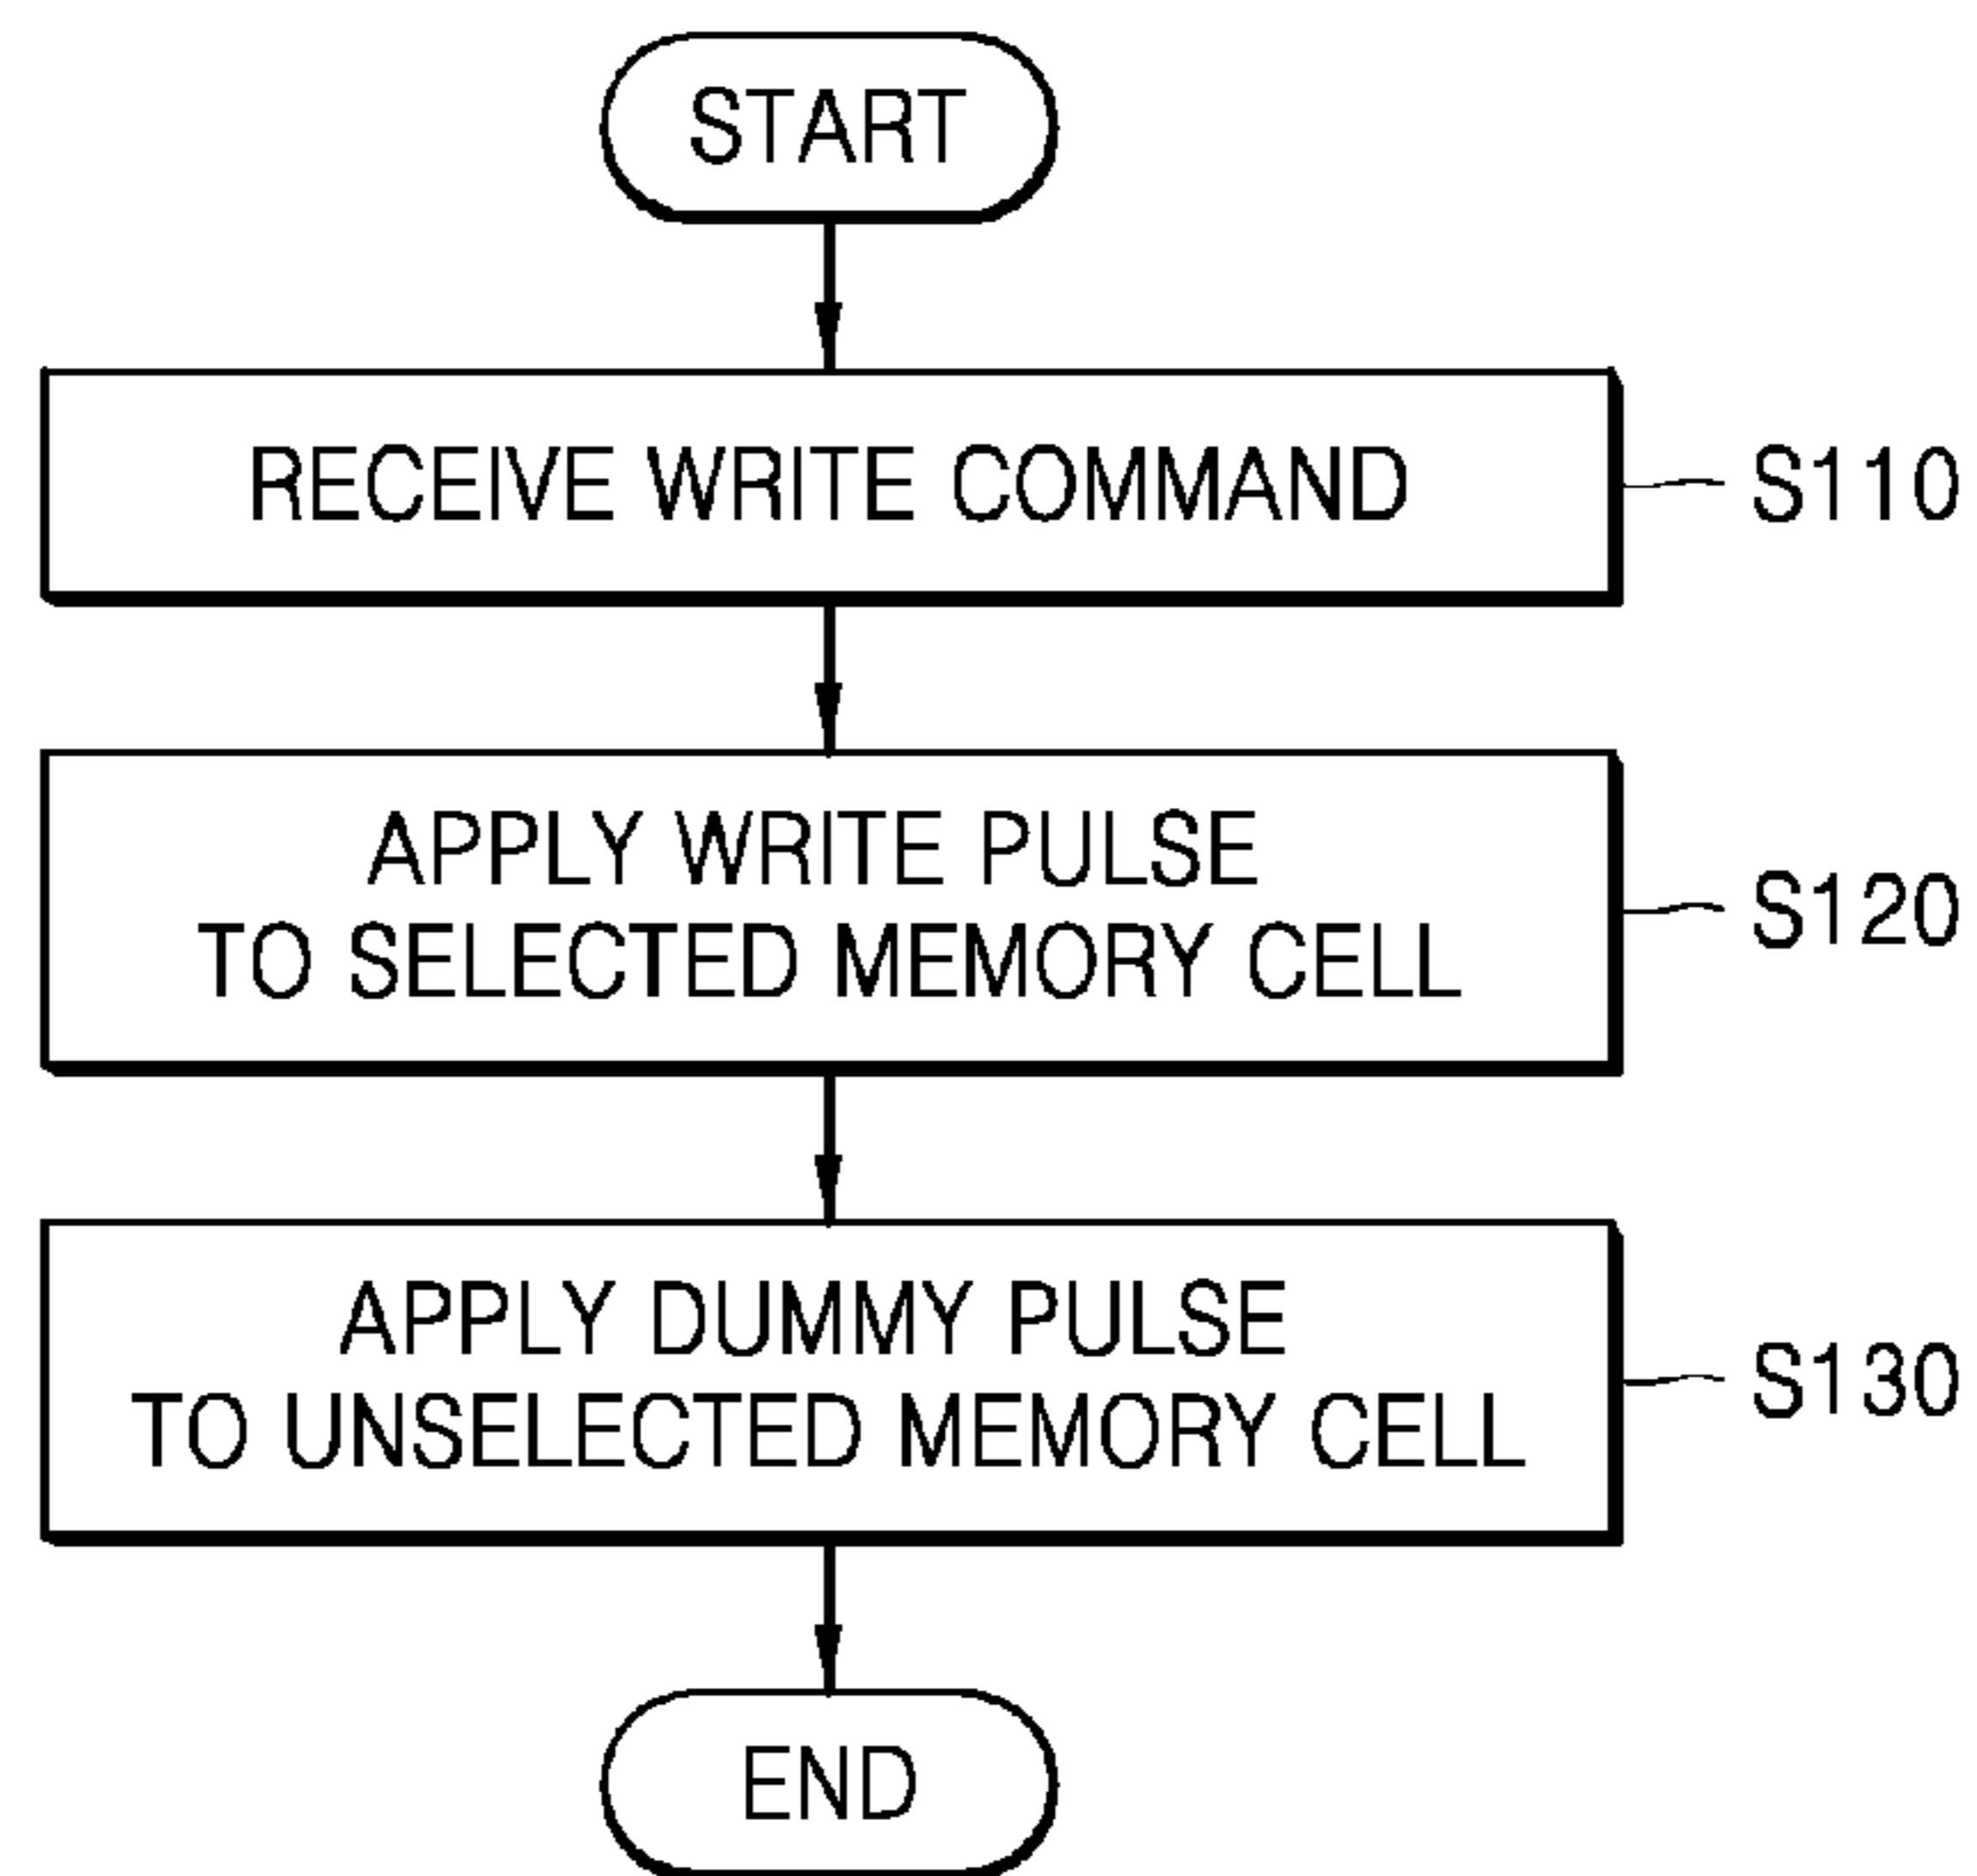 START
RECEIVE WRITE COMMAND
S110
APPLY WRITE PULSE
TO SELECTED MEMORY CELL
S120
APPLY DUMMY PULSE
TO UNSELECTED MEMORY CELL
S130
END